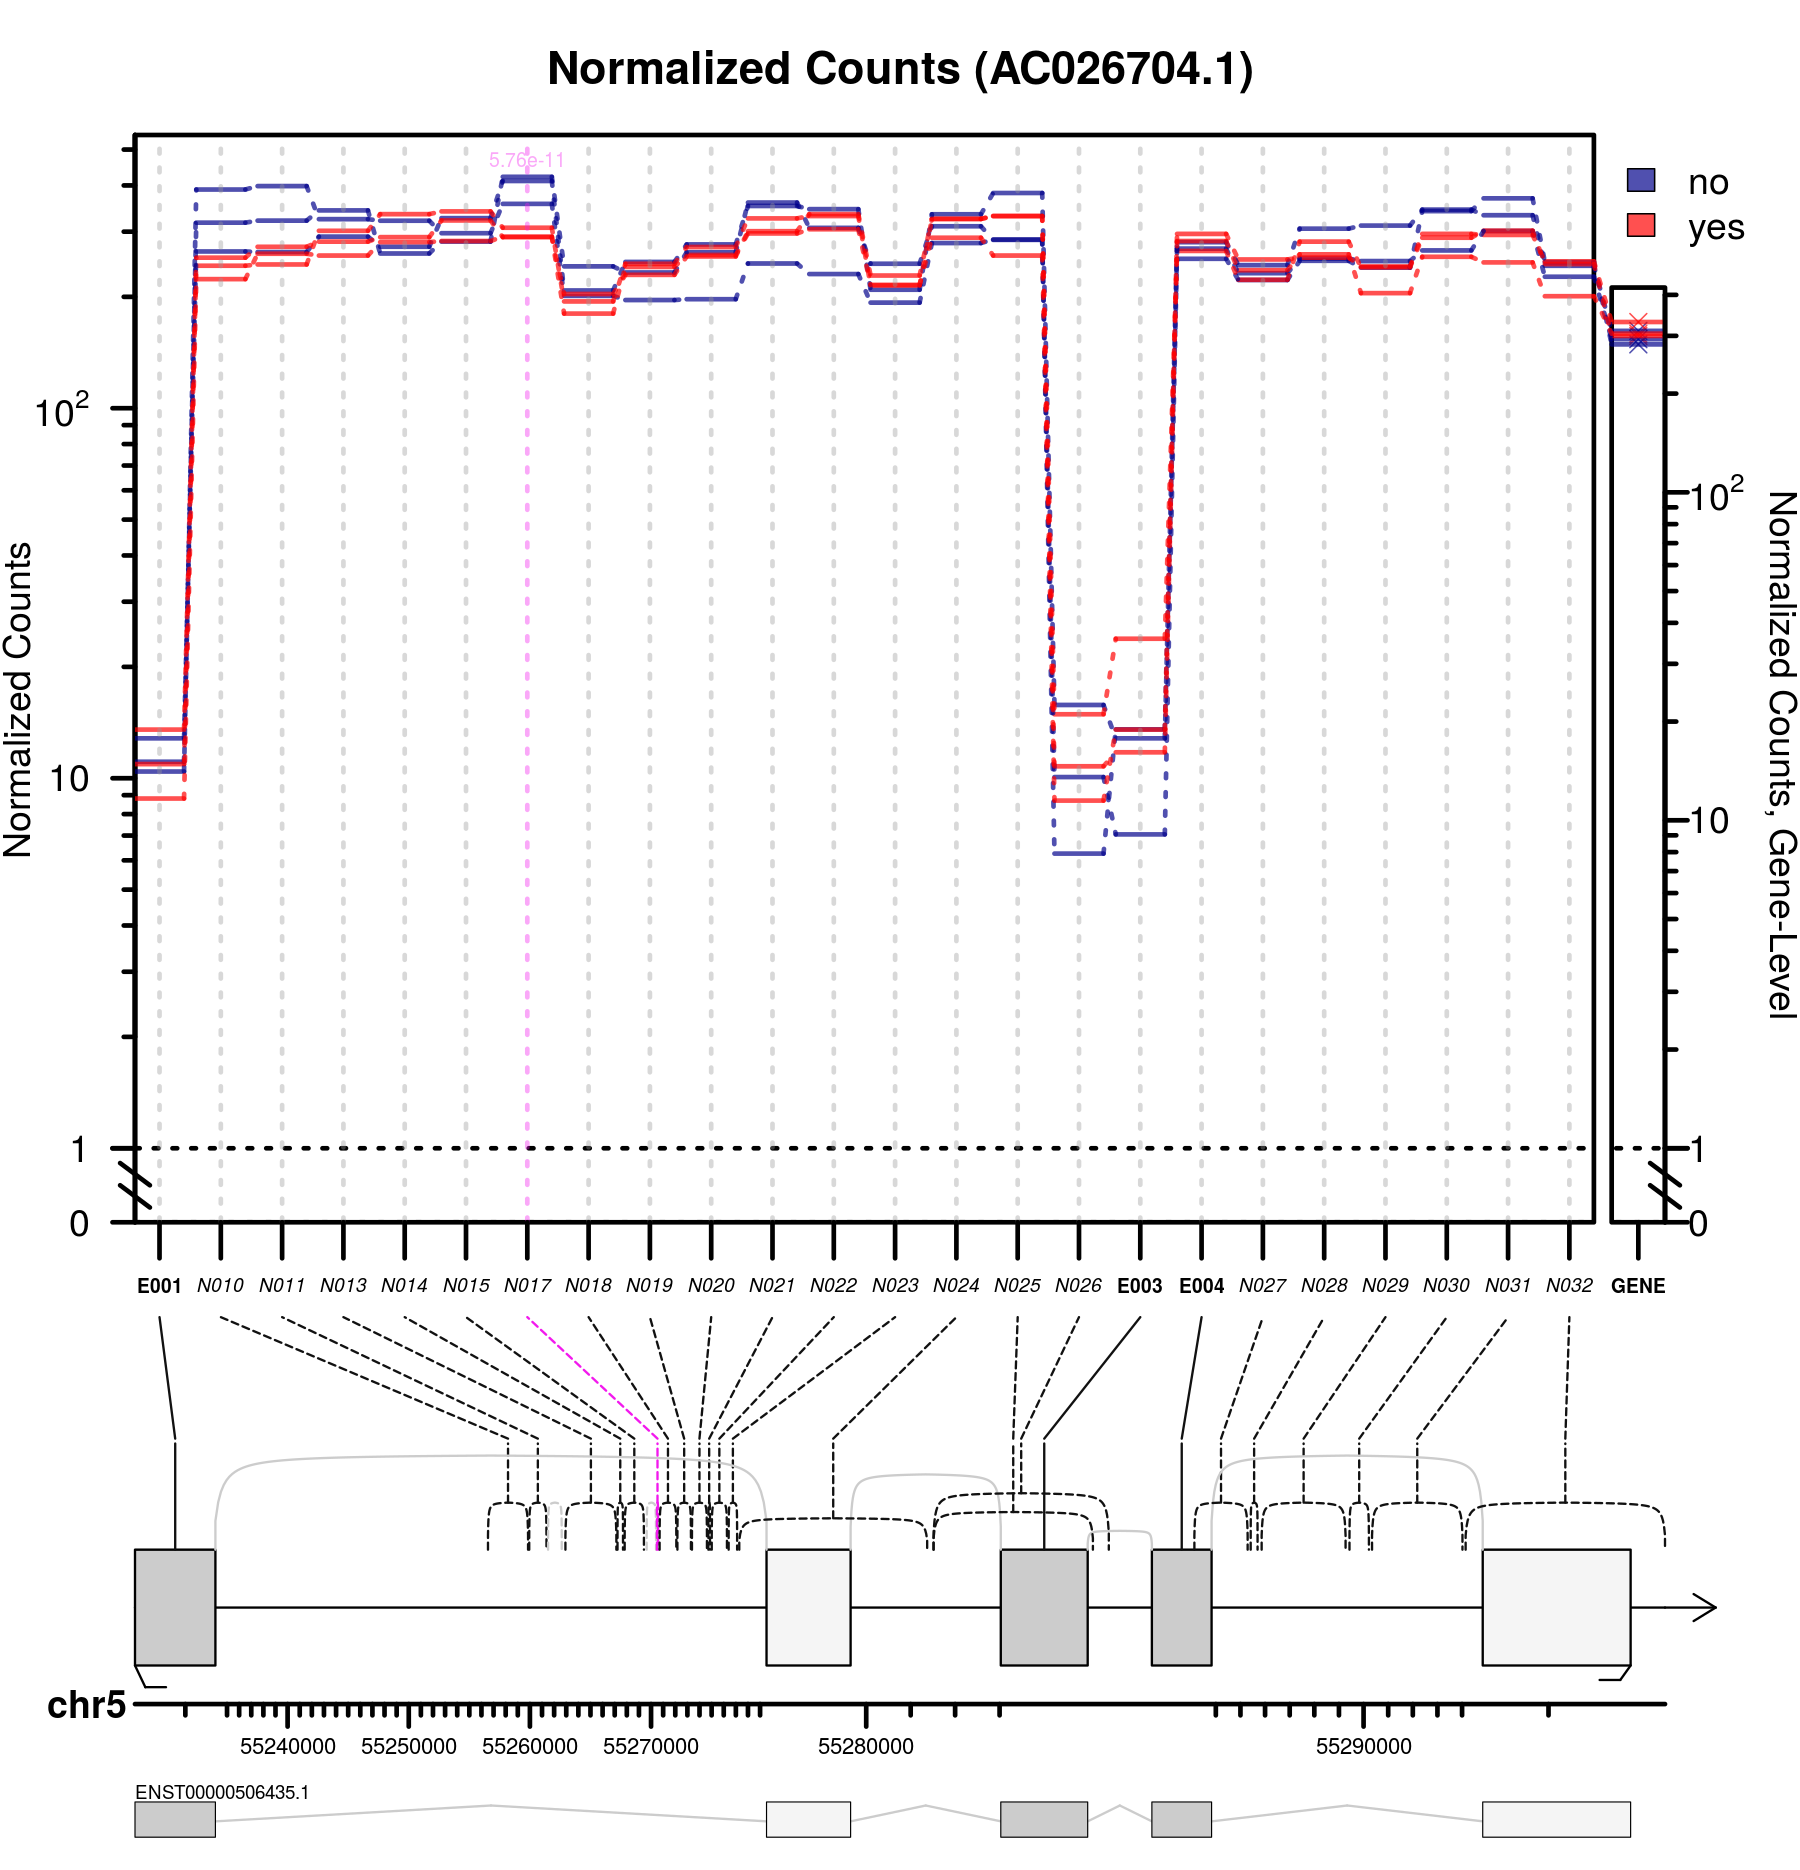 Normalized Counts (AC026704.1)
5.76e-11
no
yes
Normalized Counts
10²
10
1
0
10²
10
1
0
Normalized Counts, Gene-Level
E001 N010 N011 N013 N014 N015 N017 N018 N019 N020 N021 N022 N023 N024 N025 N026 E003 E004 N027 N028 N029 N030 N031 N032 GENE
chr5
55240000 55250000 55260000 55270000 55280000 55290000
ENST00000506435.1